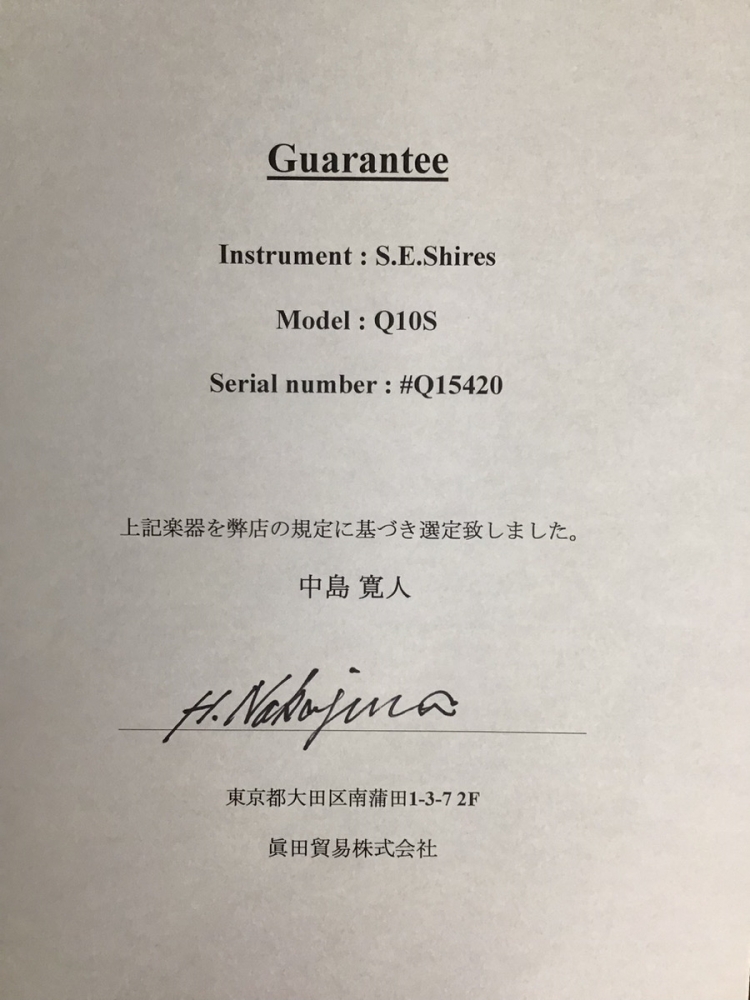 Guarantee
Instrument : S.E.Shires
Model : Q10S
Serial number : #Q15420
上記楽器を弊店の規定に基づき選定致しました。
中島 寛人
H. Nakajima
東京都大田区南蒲田1-3-7 2F
眞田貿易株式会社